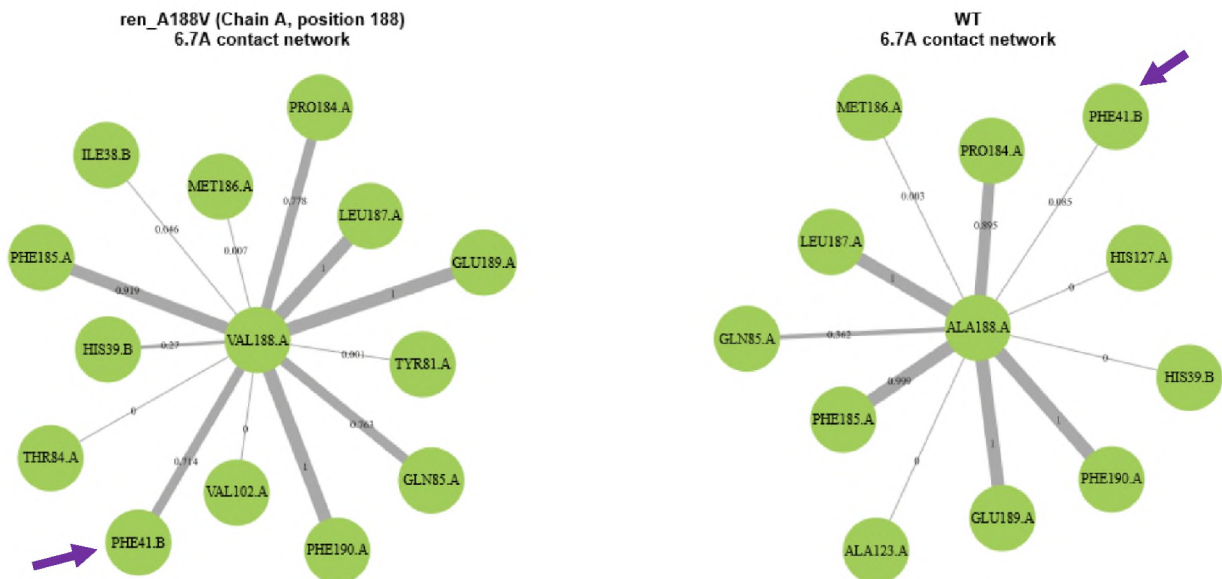 ren_A188V (Chain A, position 188)
6.7A contact network
PRO184.A
ILE38.B
MET186.A
0.778
LEU187.A
0.046
0.007
PHE185.A
GLU189.A
1
0.919
1
VAL188.A
HIS39.B
0.27
0.001
TYR81.A
0
0
0.763
THR84.A
0.714
1
GLN85.A
VAL102.A
PHE41.B
PHE190.A
WT
6.7A contact network
MET186.A
PHE41.B
PRO184.A
0.003
0.085
0.895
LEU187.A
HIS127.A
1
0
GLN85.A
0.362
ALA188.A
0
HIS39.B
0.999
PHE185.A
1
1
0
PHE190.A
GLU189.A
ALA123.A